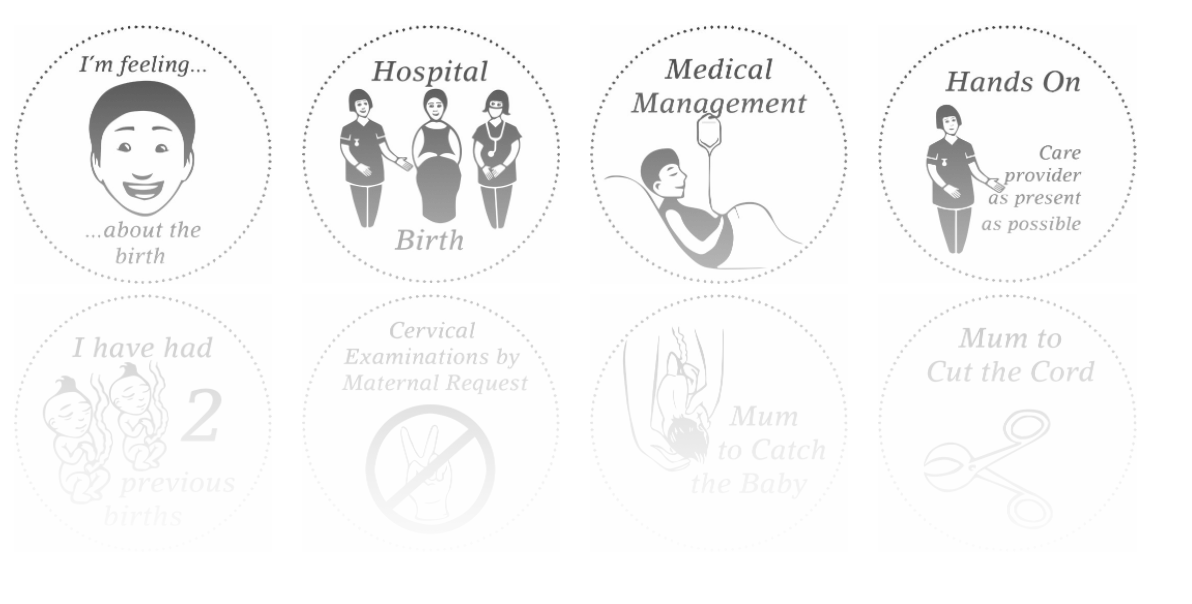 I'm feeling...
...about the
birth
Hospital
Birth
Medical
Management
Hands On
Care
provider
as present
as possible
I have had
2
previous
births
Cervical
Examinations by
Maternal Request
Mum
to Catch
the Baby
Mum to
Cut the Cord